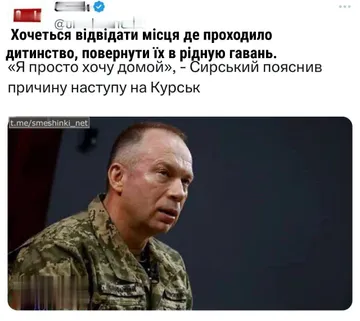 Хочеться відвідати місця де проходило
дитинство, повернути їх в рідную гавань.
«Я просто хочу домой», – Сирський пояснив
причину наступу на Курськ
t.me/smeshinki_net